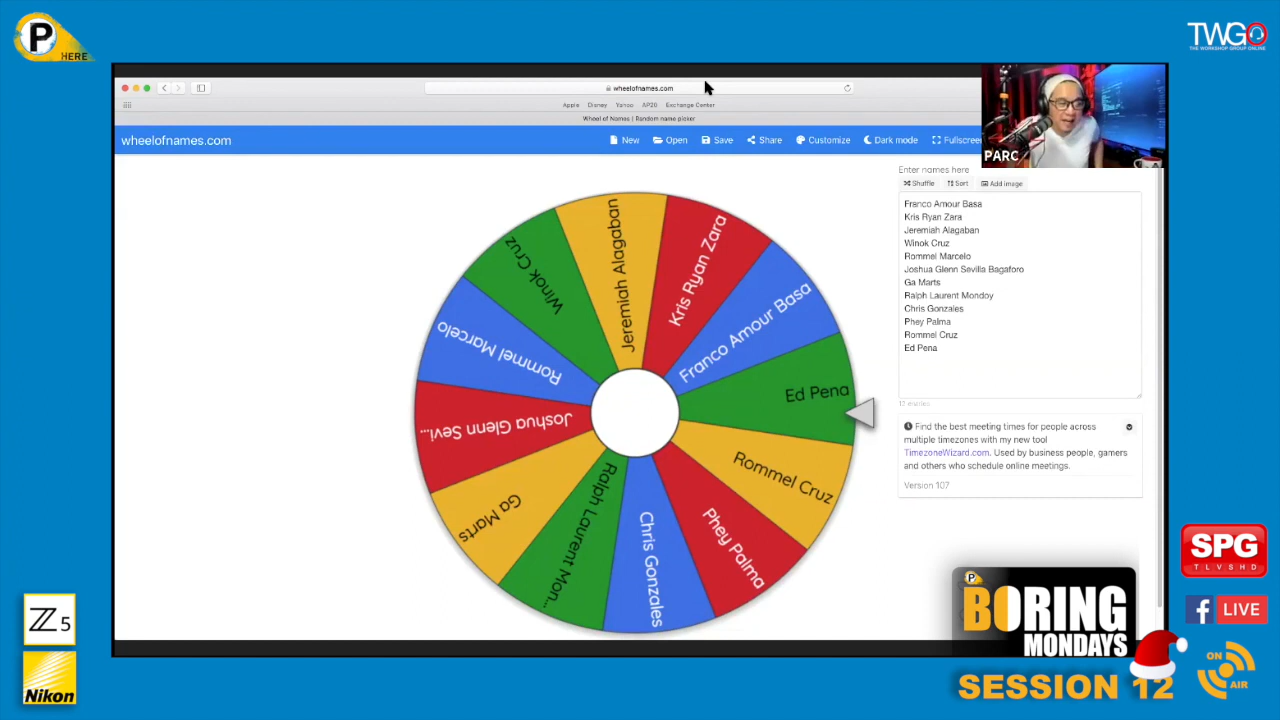 P
HERE
TWGO
THE WORKSHOP GROUP ONLINE
wheelofnames.com
Apple Disney Yahoo AP20 Exchange Center
Wheel of Names | Random name picker
wheelofnames.com
New Open Save Share Customize Dark mode Fullscreen
PARC
Enter names here
Shuffle Sort Add image
Franco Amour Basa
Kris Ryan Zara
Jeremiah Alagaban
Winok Cruz
Rommel Marcelo
Joshua Glenn Sevilla Bagaforo
Ga Marts
Ralph Laurent Mondoy
Chris Gonzales
Phey Palma
Rommel Cruz
Ed Pena
12 entries
Find the best meeting times for people across
multiple timezones with my new tool
TimezoneWizard.com. Used by business people, gamers
and others who schedule online meetings.
Version 107
Jeremiah Alagaban
Kris Ryan Zara
Franco Amour Basa
Ed Pena
Rommel Cruz
Phey Palma
Chris Gonzales
Ralph Laurent Mon...
Ga Marts
Joshua Glenn Sevi...
Rommel Marcelo
Winok Cruz
SPG
TLVSHD
f LIVE
ON
AIR
P
BORING
MONDAYS
SESSION 12
Z 5
Nikon